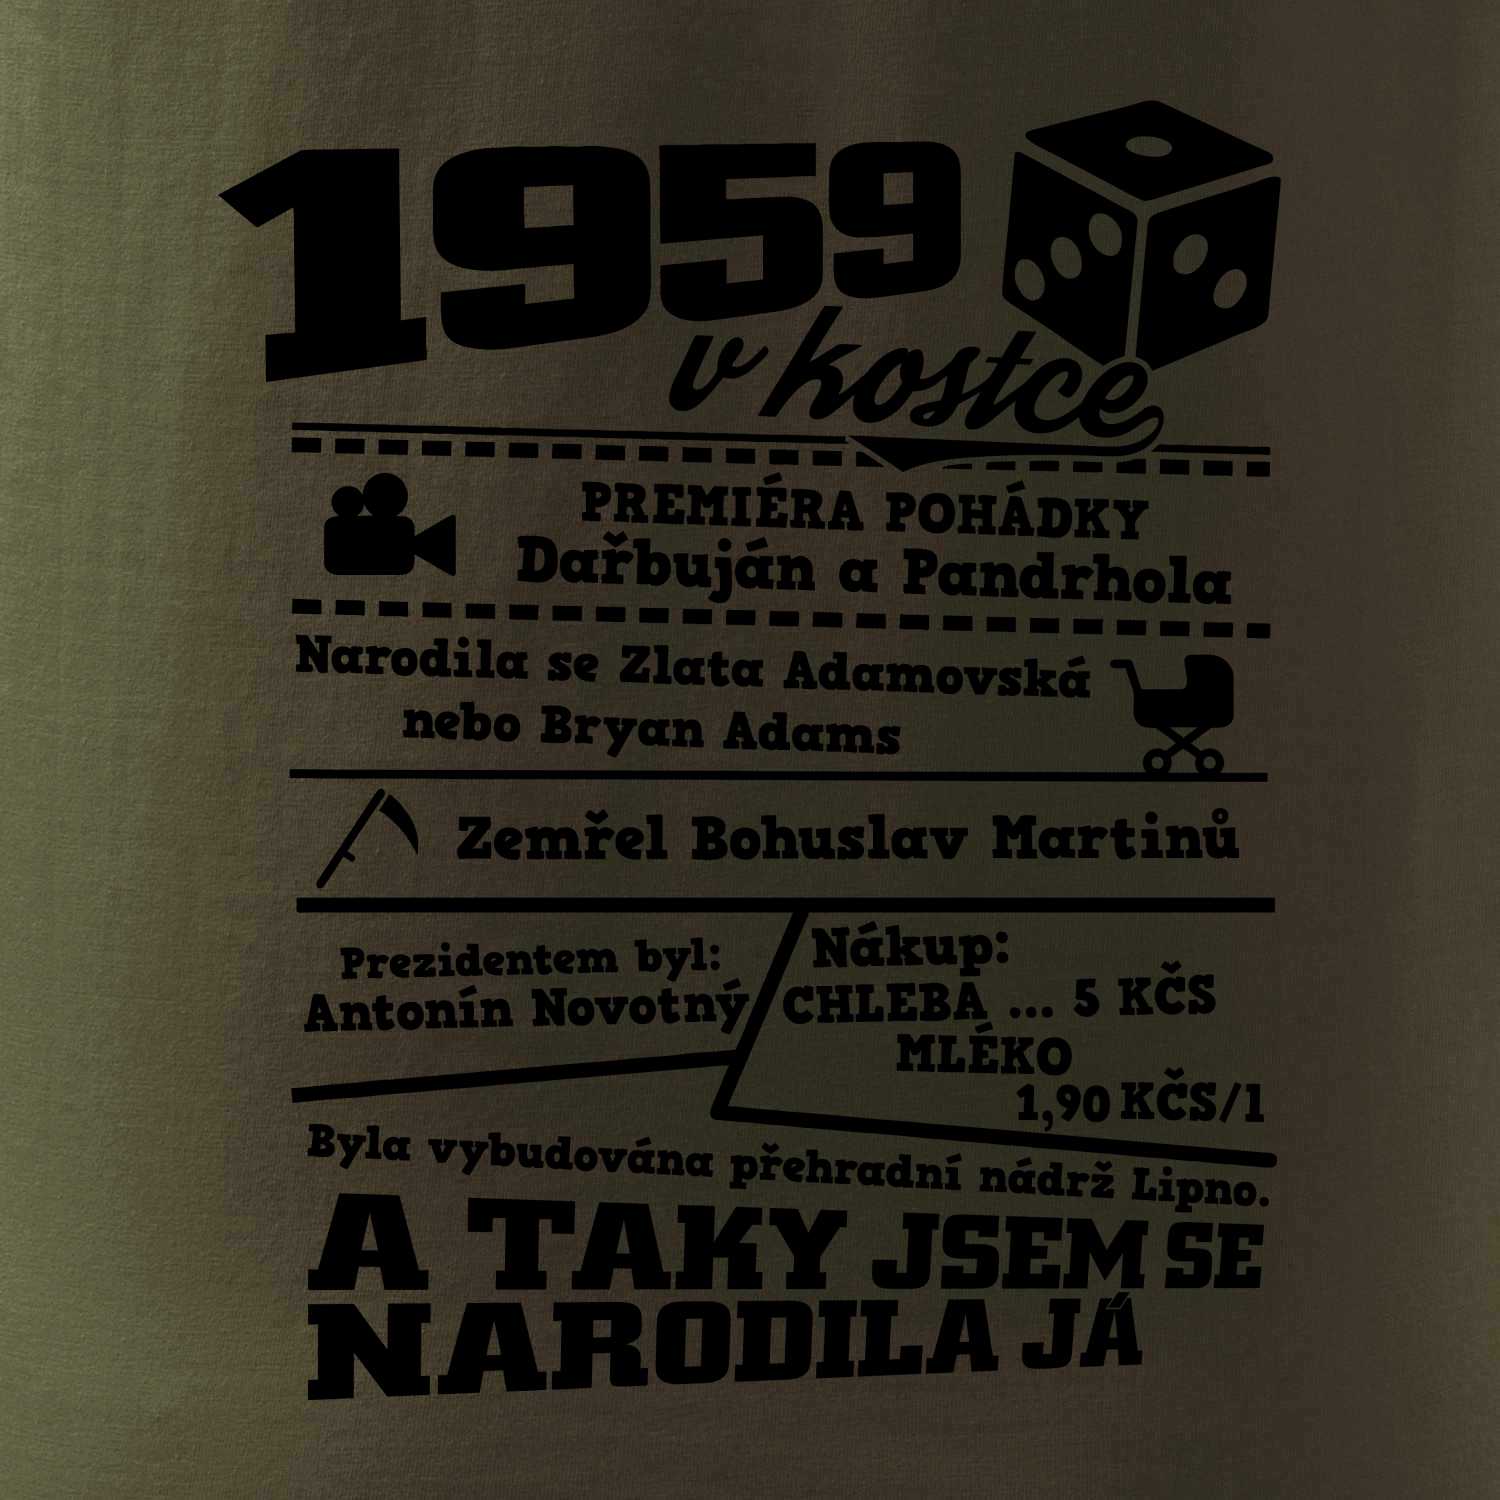 1959
v kostce
PREMIÉRA POHÁDKY
Dařbuján a Pandrhola
Narodila se Zlata Adamovská
nebo Bryan Adams
Zemřel Bohuslav Martinů
Prezidentem byl:
Antonín Novotný
Nákup:
CHLEBA ... 5 KČS
MLÉKO
1,90 KČS/l
Byla vybudována přehradní nádrž Lipno.
A TAKY JSEM SE
NARODILA JÁ